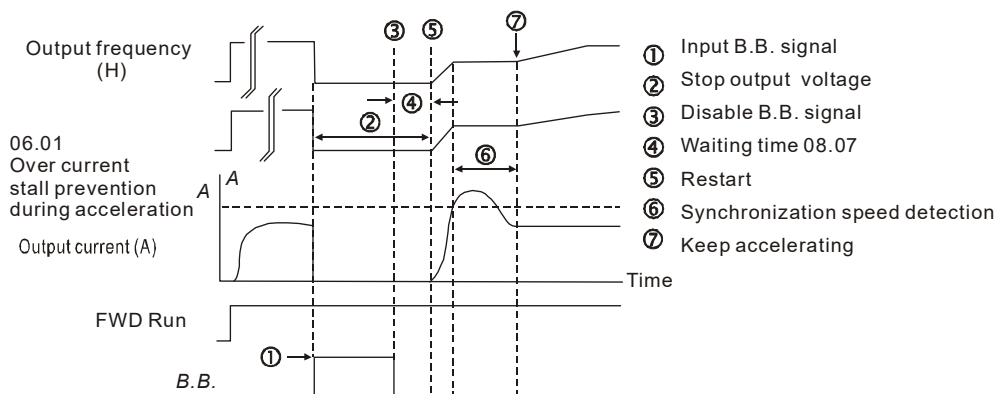 ⑦
③ ⑤
Output frequency
(H)
④
②
06.01
Over current
stall prevention
during acceleration
A A
⑥
Output current (A)
Time
FWD Run
①
B.B.
① Input B.B. signal
② Stop output voltage
③ Disable B.B. signal
④ Waiting time 08.07
⑤ Restart
⑥ Synchronization speed detection
⑦ Keep accelerating